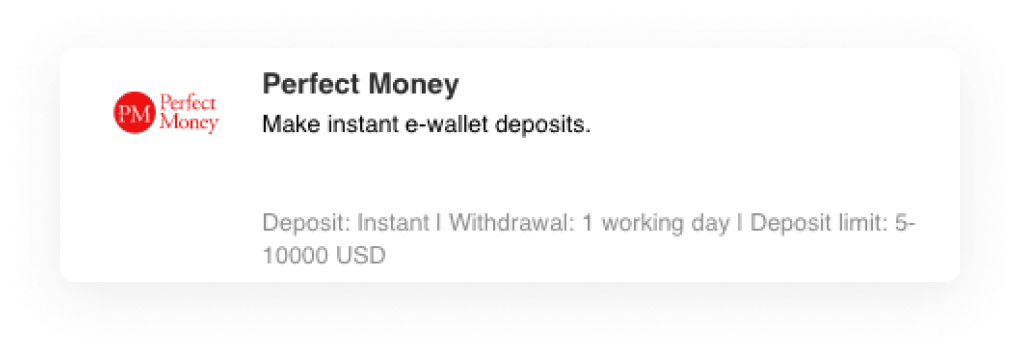 PM Perfect
Money
Perfect Money
Make instant e-wallet deposits.
Deposit: Instant | Withdrawal: 1 working day | Deposit limit: 5-
10000 USD